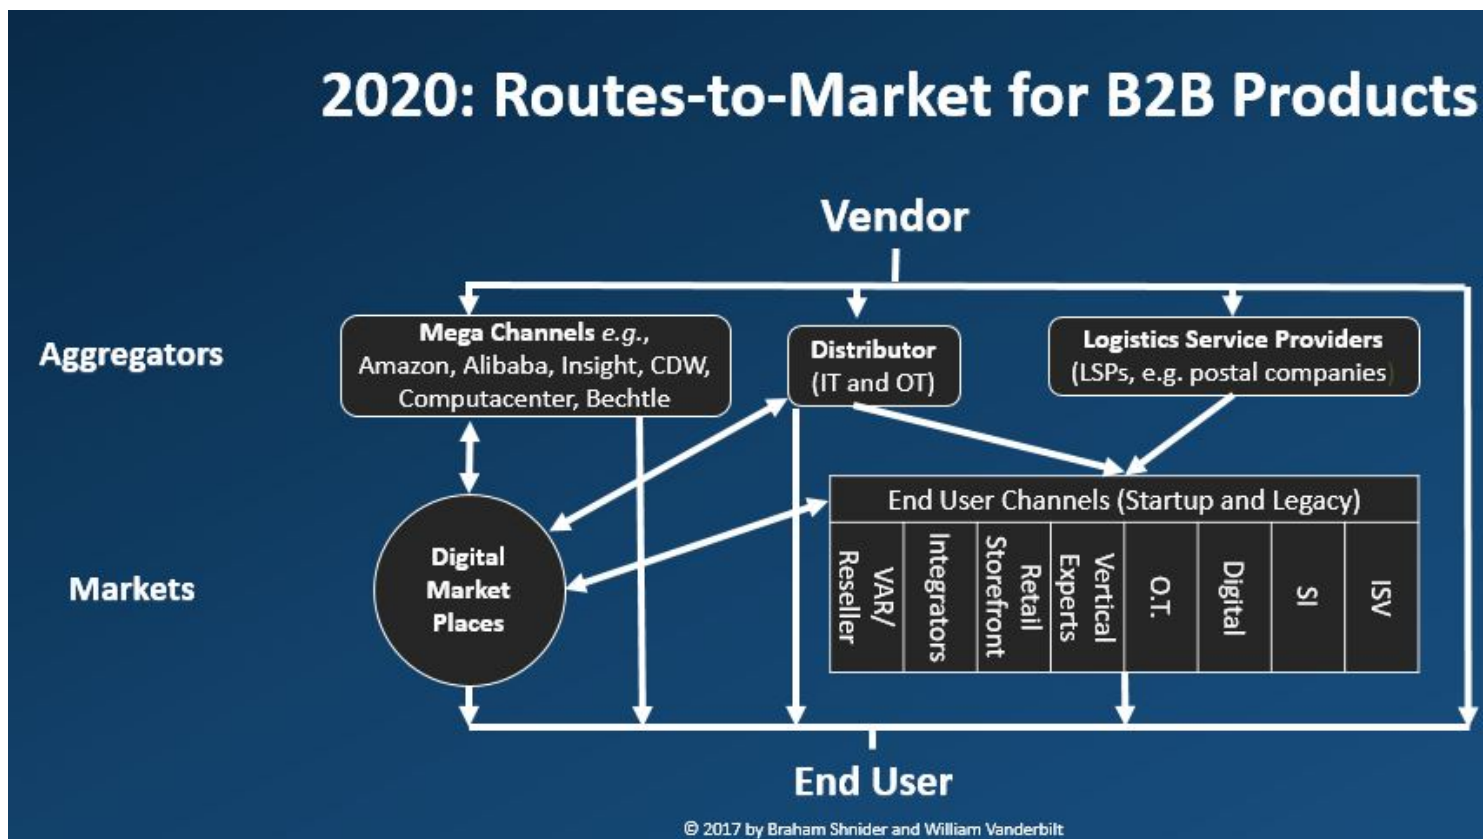 2020: Routes-to-Market for B2B Products
Vendor
Aggregators
Mega Channels e.g.,
Amazon, Alibaba, Insight, CDW,
Computacenter, Bechtle
Distributor
(IT and OT)
Logistics Service Providers
(LSPs, e.g. postal companies)
Markets
Digital
Market
Places
End User Channels (Startup and Legacy)
VAR/
Reseller
Integrators
Retail
Storefront
Vertical
Experts
O.T.
Digital
SI
ISV
End User
© 2017 by Braham Shnider and William Vanderbilt